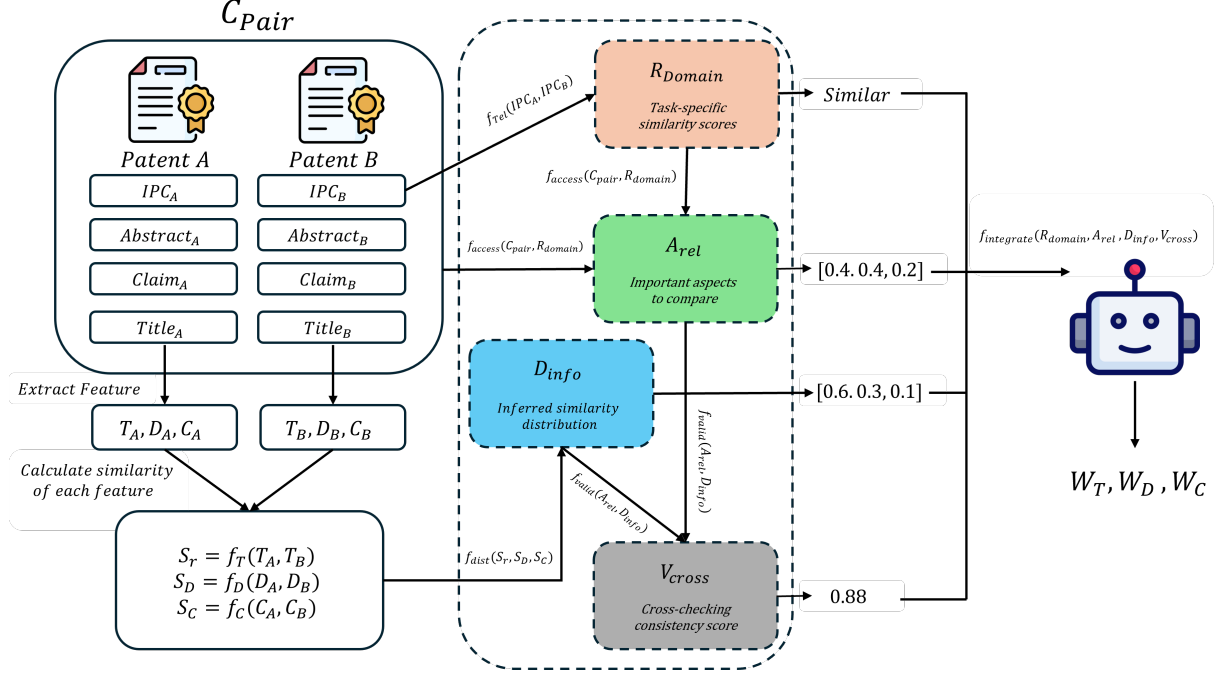 C_Pair
Patent A
Patent B
IPC_A
IPC_B
Abstract_A
Abstract_B
Claim_A
Claim_B
Title_A
Title_B
Extract Feature
T_A, D_A, C_A
T_B, D_B, C_B
Calculate similarity
of each feature
S_r = f_T(T_A, T_B)
S_D = f_D(D_A, D_B)
S_C = f_C(C_A, C_B)
f_Tel(IPC_A, IPC_B)
f_access(C_pair, R_domain)
f_dist(S_r, S_D, S_C)
R_Domain
Task-specific
similarity scores
f_access(C_pair, R_domain)
A_rel
Important aspects
to compare
D_info
Inferred similarity
distribution
f_valid(A_rel, D_info)
f_valid(A_rel, D_info)
V_cross
Cross-checking
consistency score
Similar
[0.4. 0.4, 0.2]
[0.6. 0.3, 0.1]
0.88
f_integrate(R_domain, A_rel, D_info, V_cross)
W_T, W_D, W_C